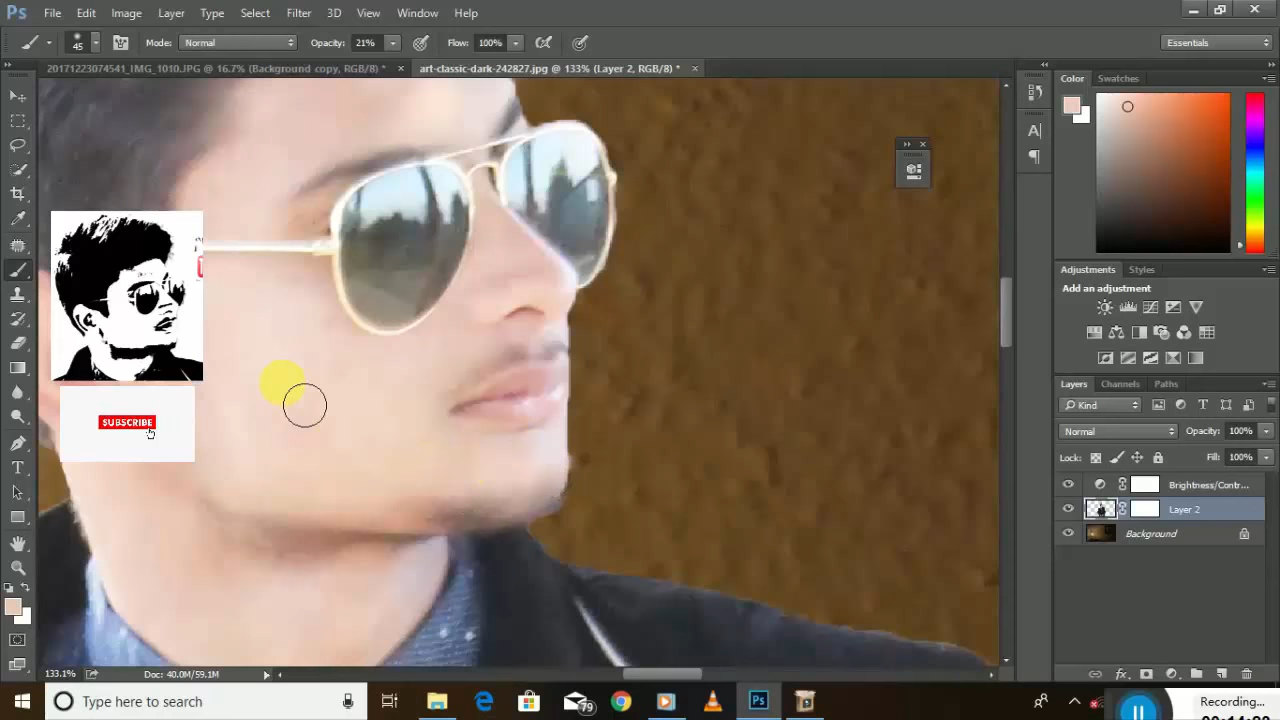 Ps File Edit Image Layer Type Select Filter 3D View Window Help
45 Mode: Normal Opacity: 21% Flow: 100% Essentials
20171223074541_IMG_1010.JPG @ 16.7% (Background copy, RGB/8) * × art-classic-dark-242827.jpg @ 133% (Layer 2, RGB/8) * ×
Color Swatches
A
Adjustments Styles
Add an adjustment
Layers Channels Paths
Kind
Normal Opacity: 100%
Lock: Fill: 100%
Brightness/Contr...
Layer 2
Background
SUBSCRIBE
133.1% Doc: 40.0M/59.1M
Type here to search
79
Ps
Recording...